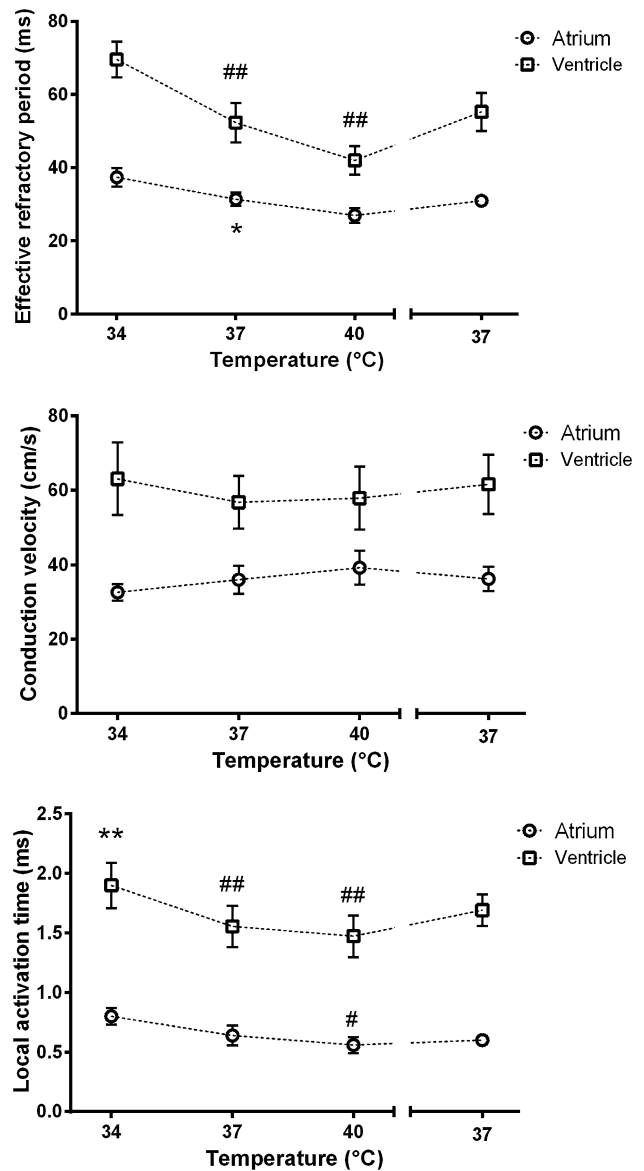 Effective refractory period (ms)
80
60
40
20
0
##
##
*
Atrium
Ventricle
34
37
40
37
Temperature (°C)
Conduction velocity (cm/s)
80
60
40
20
0
Atrium
Ventricle
34
37
40
37
Temperature (°C)
Local activation time (ms)
2.5
2.0
1.5
1.0
0.5
0.0
**
##
##
#
Atrium
Ventricle
34
37
40
37
Temperature (°C)